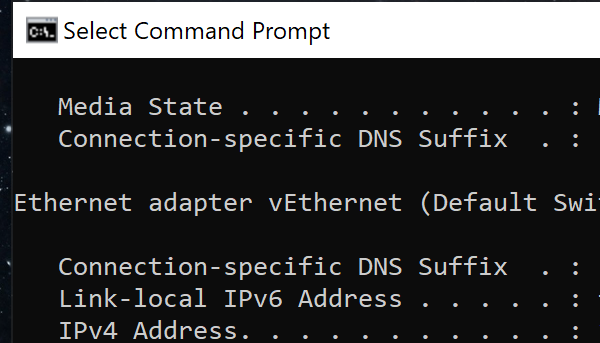 C:\_ Select Command Prompt
Media State . . . . . . . . . . . :
Connection-specific DNS Suffix  . :
Ethernet adapter vEthernet (Default
Connection-specific DNS Suffix  . :
Link-local IPv6 Address . . . . . :
IPv4 Address. . . . . . . . . . . :